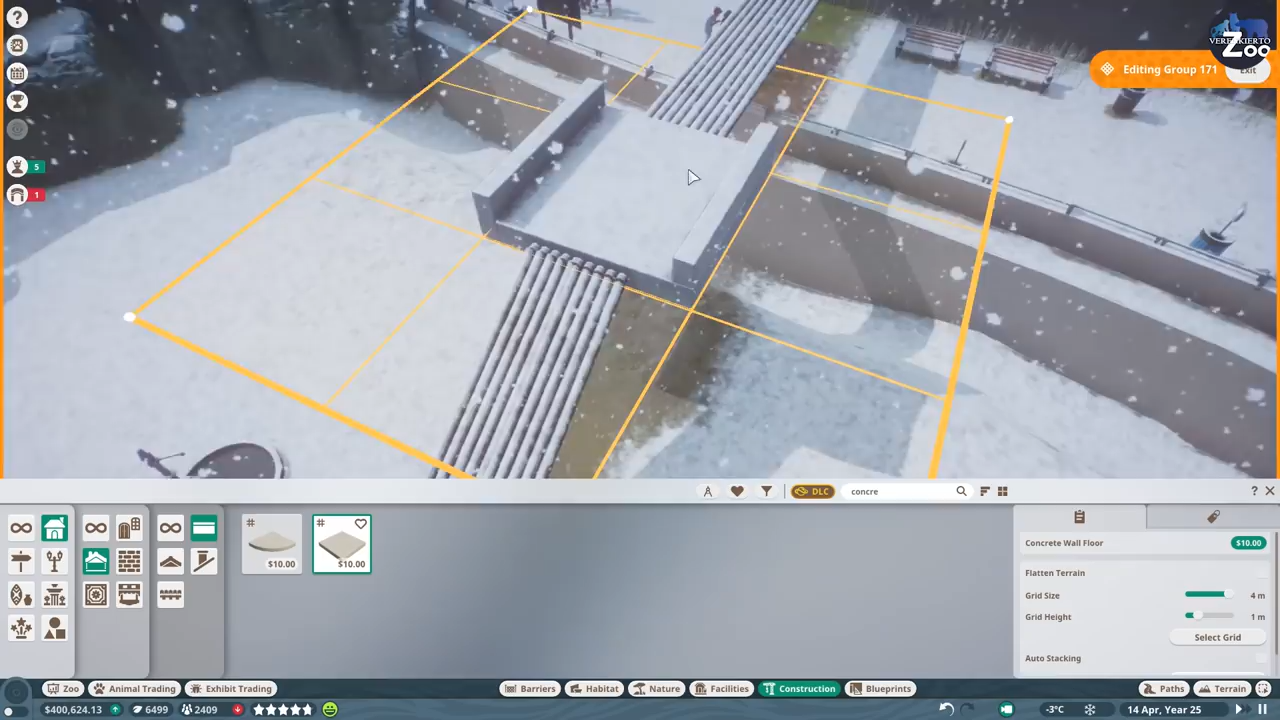 ?
VERENKIERTO
Zoo
Editing Group 171
Exit
5
1
DLC
concre
? ✕
$10.00
$10.00
Concrete Wall Floor
$10.00
Flatten Terrain
Grid Size
4 m
Grid Height
1 m
Select Grid
Auto Stacking
Zoo
Animal Trading
Exhibit Trading
Barriers
Habitat
Nature
Facilities
Construction
Blueprints
Paths
Terrain
$400,624.13
6499
2409
-3°C
14 Apr, Year 25